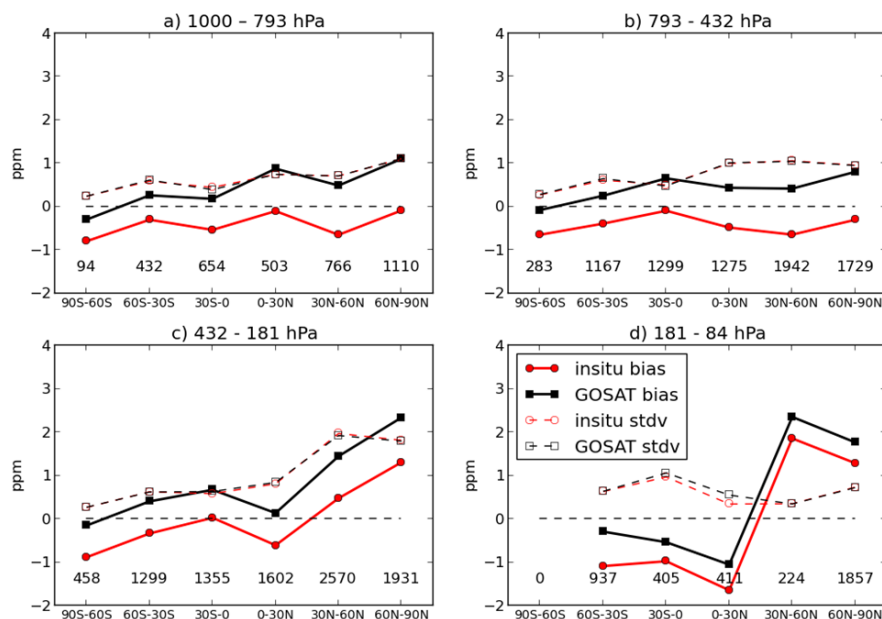 a) 1000 – 793 hPa
4
3
2
1
0
−1
−2
ppm
94 432 654 503 766 1110
90S-60S 60S-30S 30S-0 0-30N 30N-60N 60N-90N
b) 793 - 432 hPa
4
3
2
1
0
−1
−2
ppm
283 1167 1299 1275 1942 1729
90S-60S 60S-30S 30S-0 0-30N 30N-60N 60N-90N
c) 432 - 181 hPa
4
3
2
1
0
−1
−2
ppm
458 1299 1355 1602 2570 1931
90S-60S 60S-30S 30S-0 0-30N 30N-60N 60N-90N
d) 181 - 84 hPa
4
3
2
1
0
−1
−2
ppm
insitu bias
GOSAT bias
insitu stdv
GOSAT stdv
0 937 405 411 224 1857
90S-60S 60S-30S 30S-0 0-30N 30N-60N 60N-90N